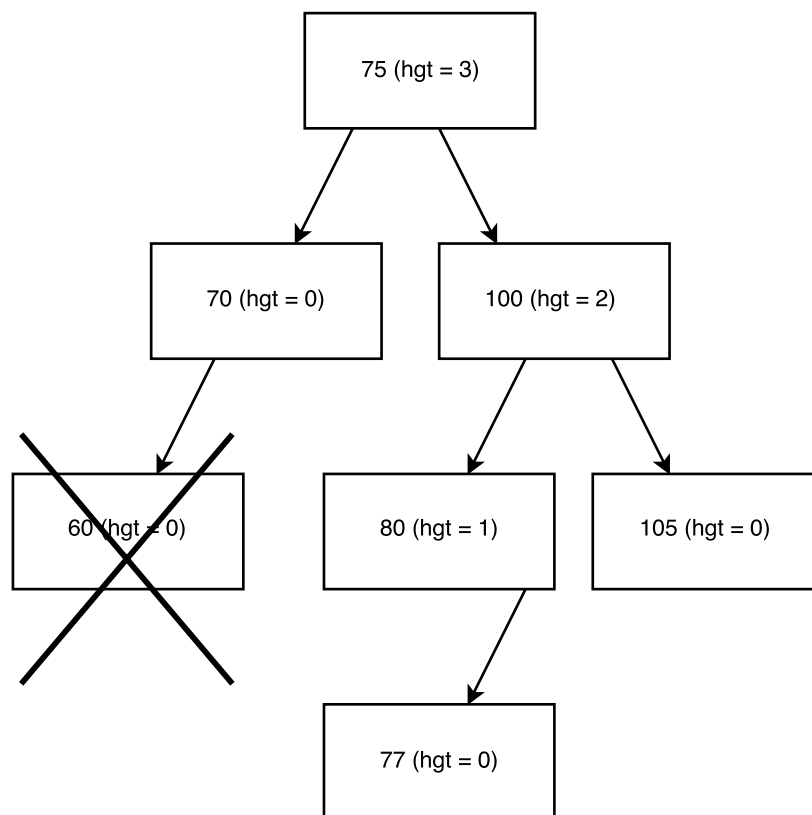 75 (hgt = 3)
70 (hgt = 0)
100 (hgt = 2)
60 (hgt = 0)
80 (hgt = 1)
105 (hgt = 0)
77 (hgt = 0)